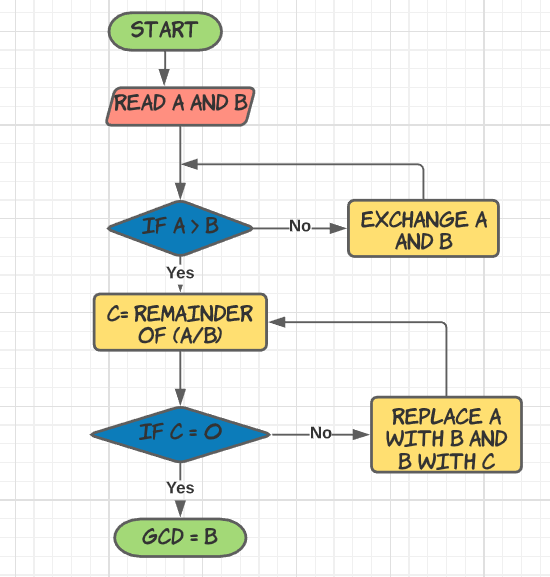 START
READ A AND B
IF A > B
No
EXCHANGE A
AND B
Yes
C= REMAINDER
OF (A/B)
IF C = 0
No
REPLACE A
WITH B AND
B WITH C
Yes
GCD = B